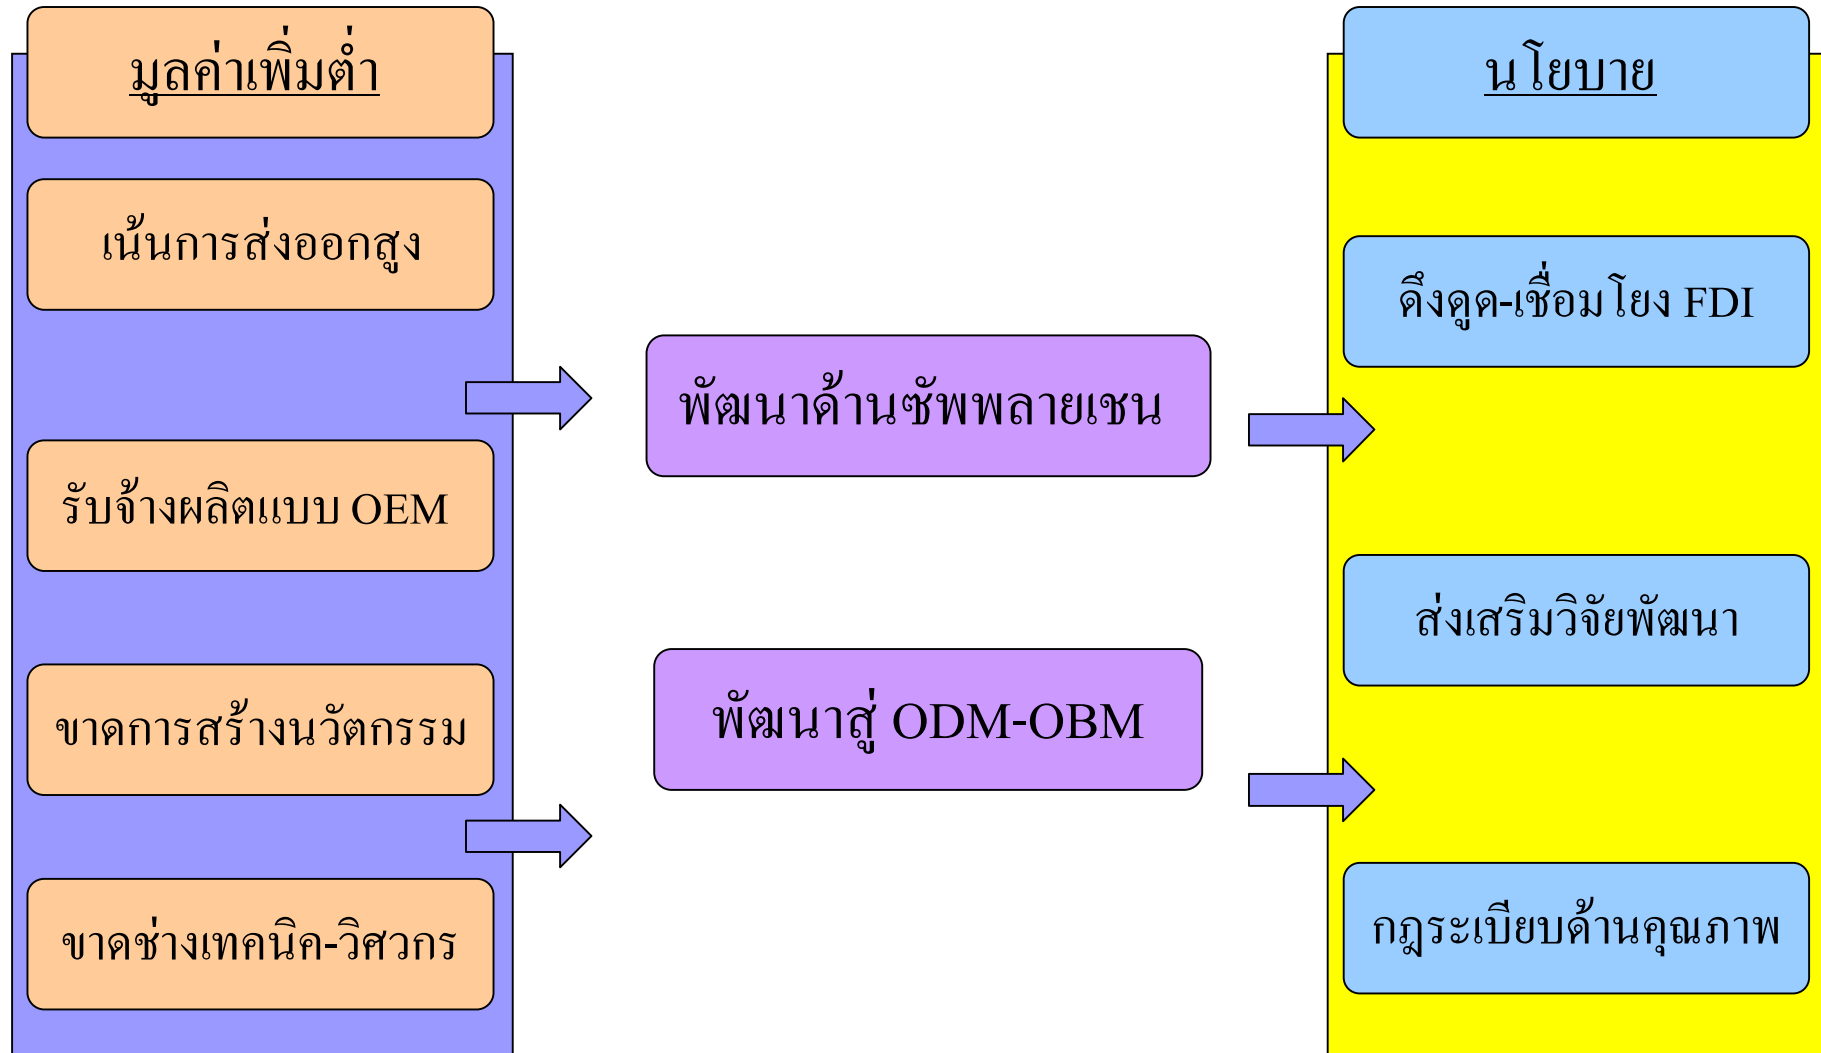 มูลค่าเพิ่มต่ำ
เน้นการส่งออกสูง
รับจ้างผลิตแบบ OEM
ขาดการสร้างนวัตกรรม
ขาดช่างเทคนิค-วิศวกร
พัฒนาด้านซัพพลายเชน
พัฒนาสู่ ODM-OBM
นโยบาย
ดึงดูด-เชื่อมโยง FDI
ส่งเสริมวิจัยพัฒนา
กฎระเบียบด้านคุณภาพ